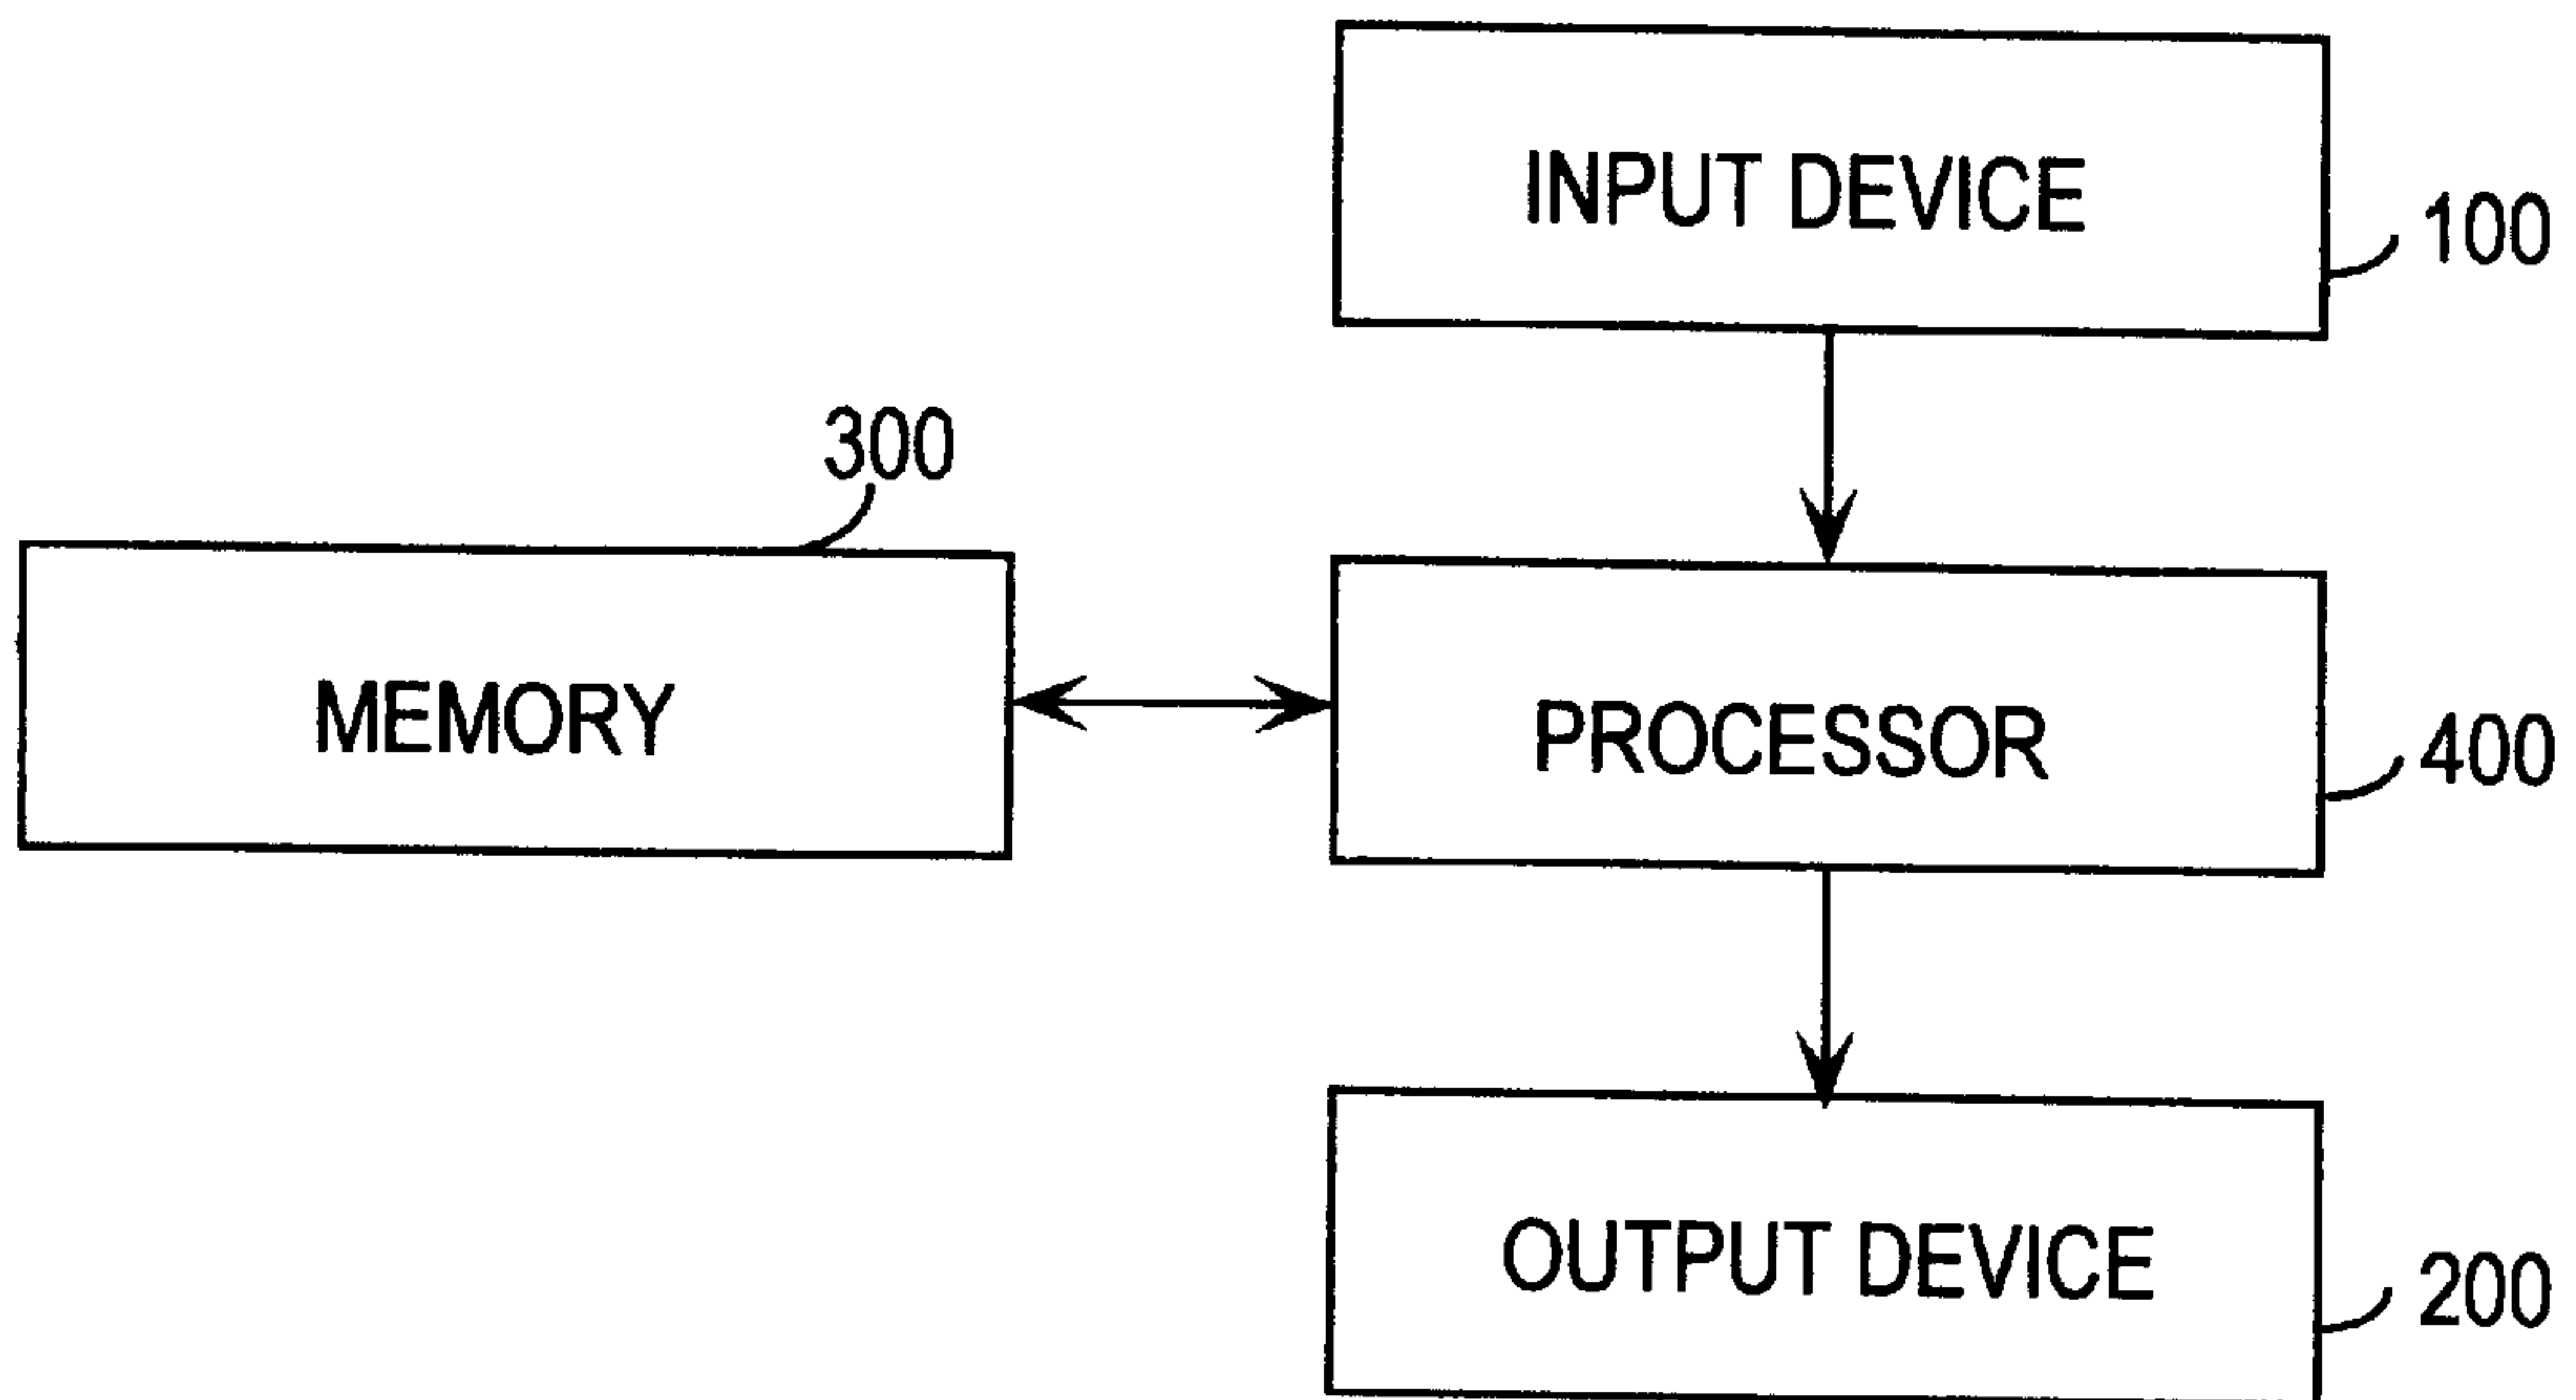 INPUT DEVICE
100
300
MEMORY
PROCESSOR
400
OUTPUT DEVICE
200